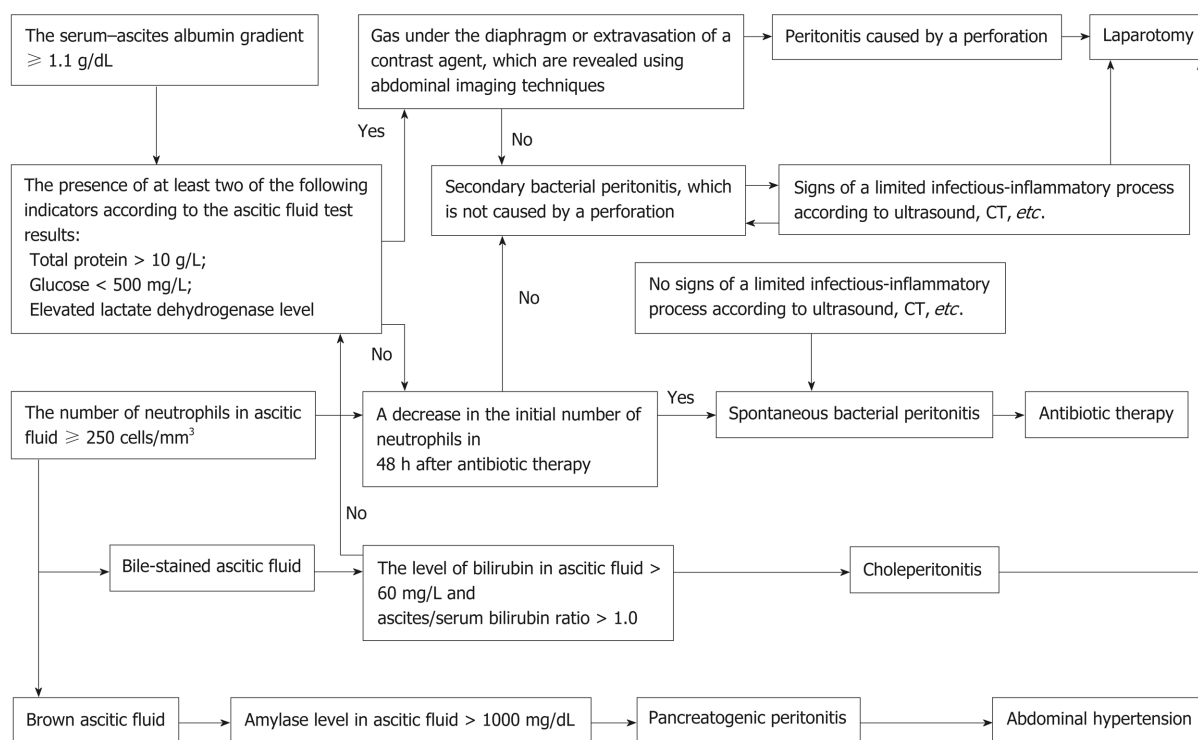 The serum–ascites albumin gradient
⩾ 1.1 g/dL
Gas under the diaphragm or extravasation of a
contrast agent, which are revealed using
abdominal imaging techniques
Peritonitis caused by a perforation
Laparotomy
Yes
No
The presence of at least two of the following
indicators according to the ascitic fluid test
results:
Total protein > 10 g/L;
Glucose < 500 mg/L;
Elevated lactate dehydrogenase level
Secondary bacterial peritonitis, which
is not caused by a perforation
Signs of a limited infectious-inflammatory process
according to ultrasound, CT, etc.
No signs of a limited infectious-inflammatory
process according to ultrasound, CT, etc.
No
No
The number of neutrophils in ascitic
fluid ⩾ 250 cells/mm³
A decrease in the initial number of
neutrophils in
48 h after antibiotic therapy
Yes
Spontaneous bacterial peritonitis
Antibiotic therapy
No
Bile-stained ascitic fluid
The level of bilirubin in ascitic fluid >
60 mg/L and
ascites/serum bilirubin ratio > 1.0
Choleperitonitis
Brown ascitic fluid
Amylase level in ascitic fluid > 1000 mg/dL
Pancreatogenic peritonitis
Abdominal hypertension